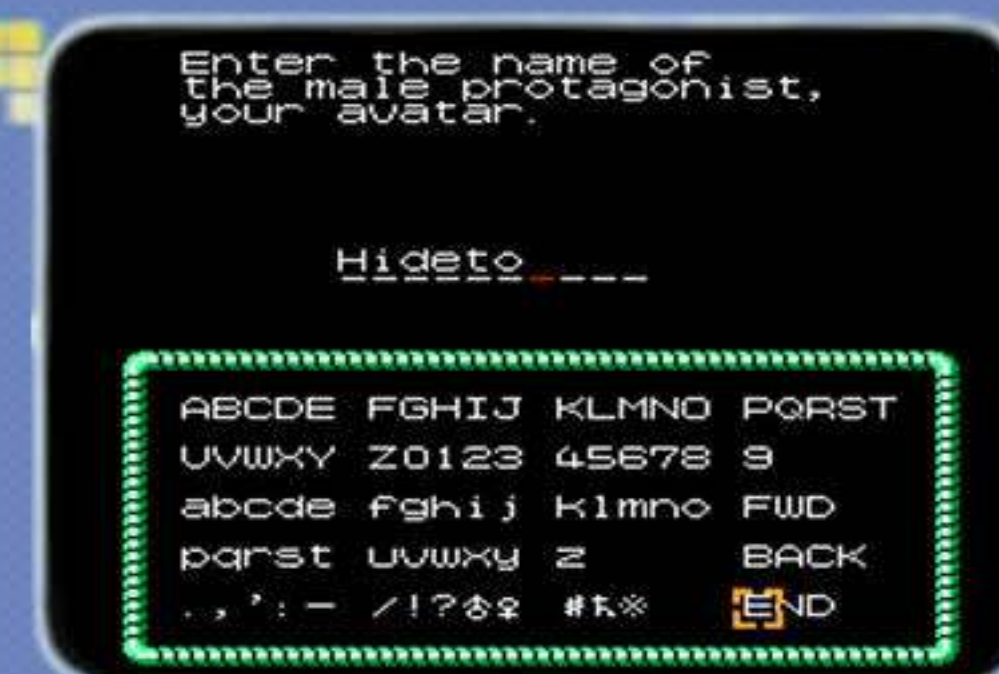 Enter the name of
the male protagonist,
your avatar.
Hideto
ABCDE FGHIJ KLMNO PQRST
UVWXY Z0123 45678 9
abcde fghij klmno FWD
pqrst uvwxy z BACK
.,':— /!?♁♀ #♄※ END